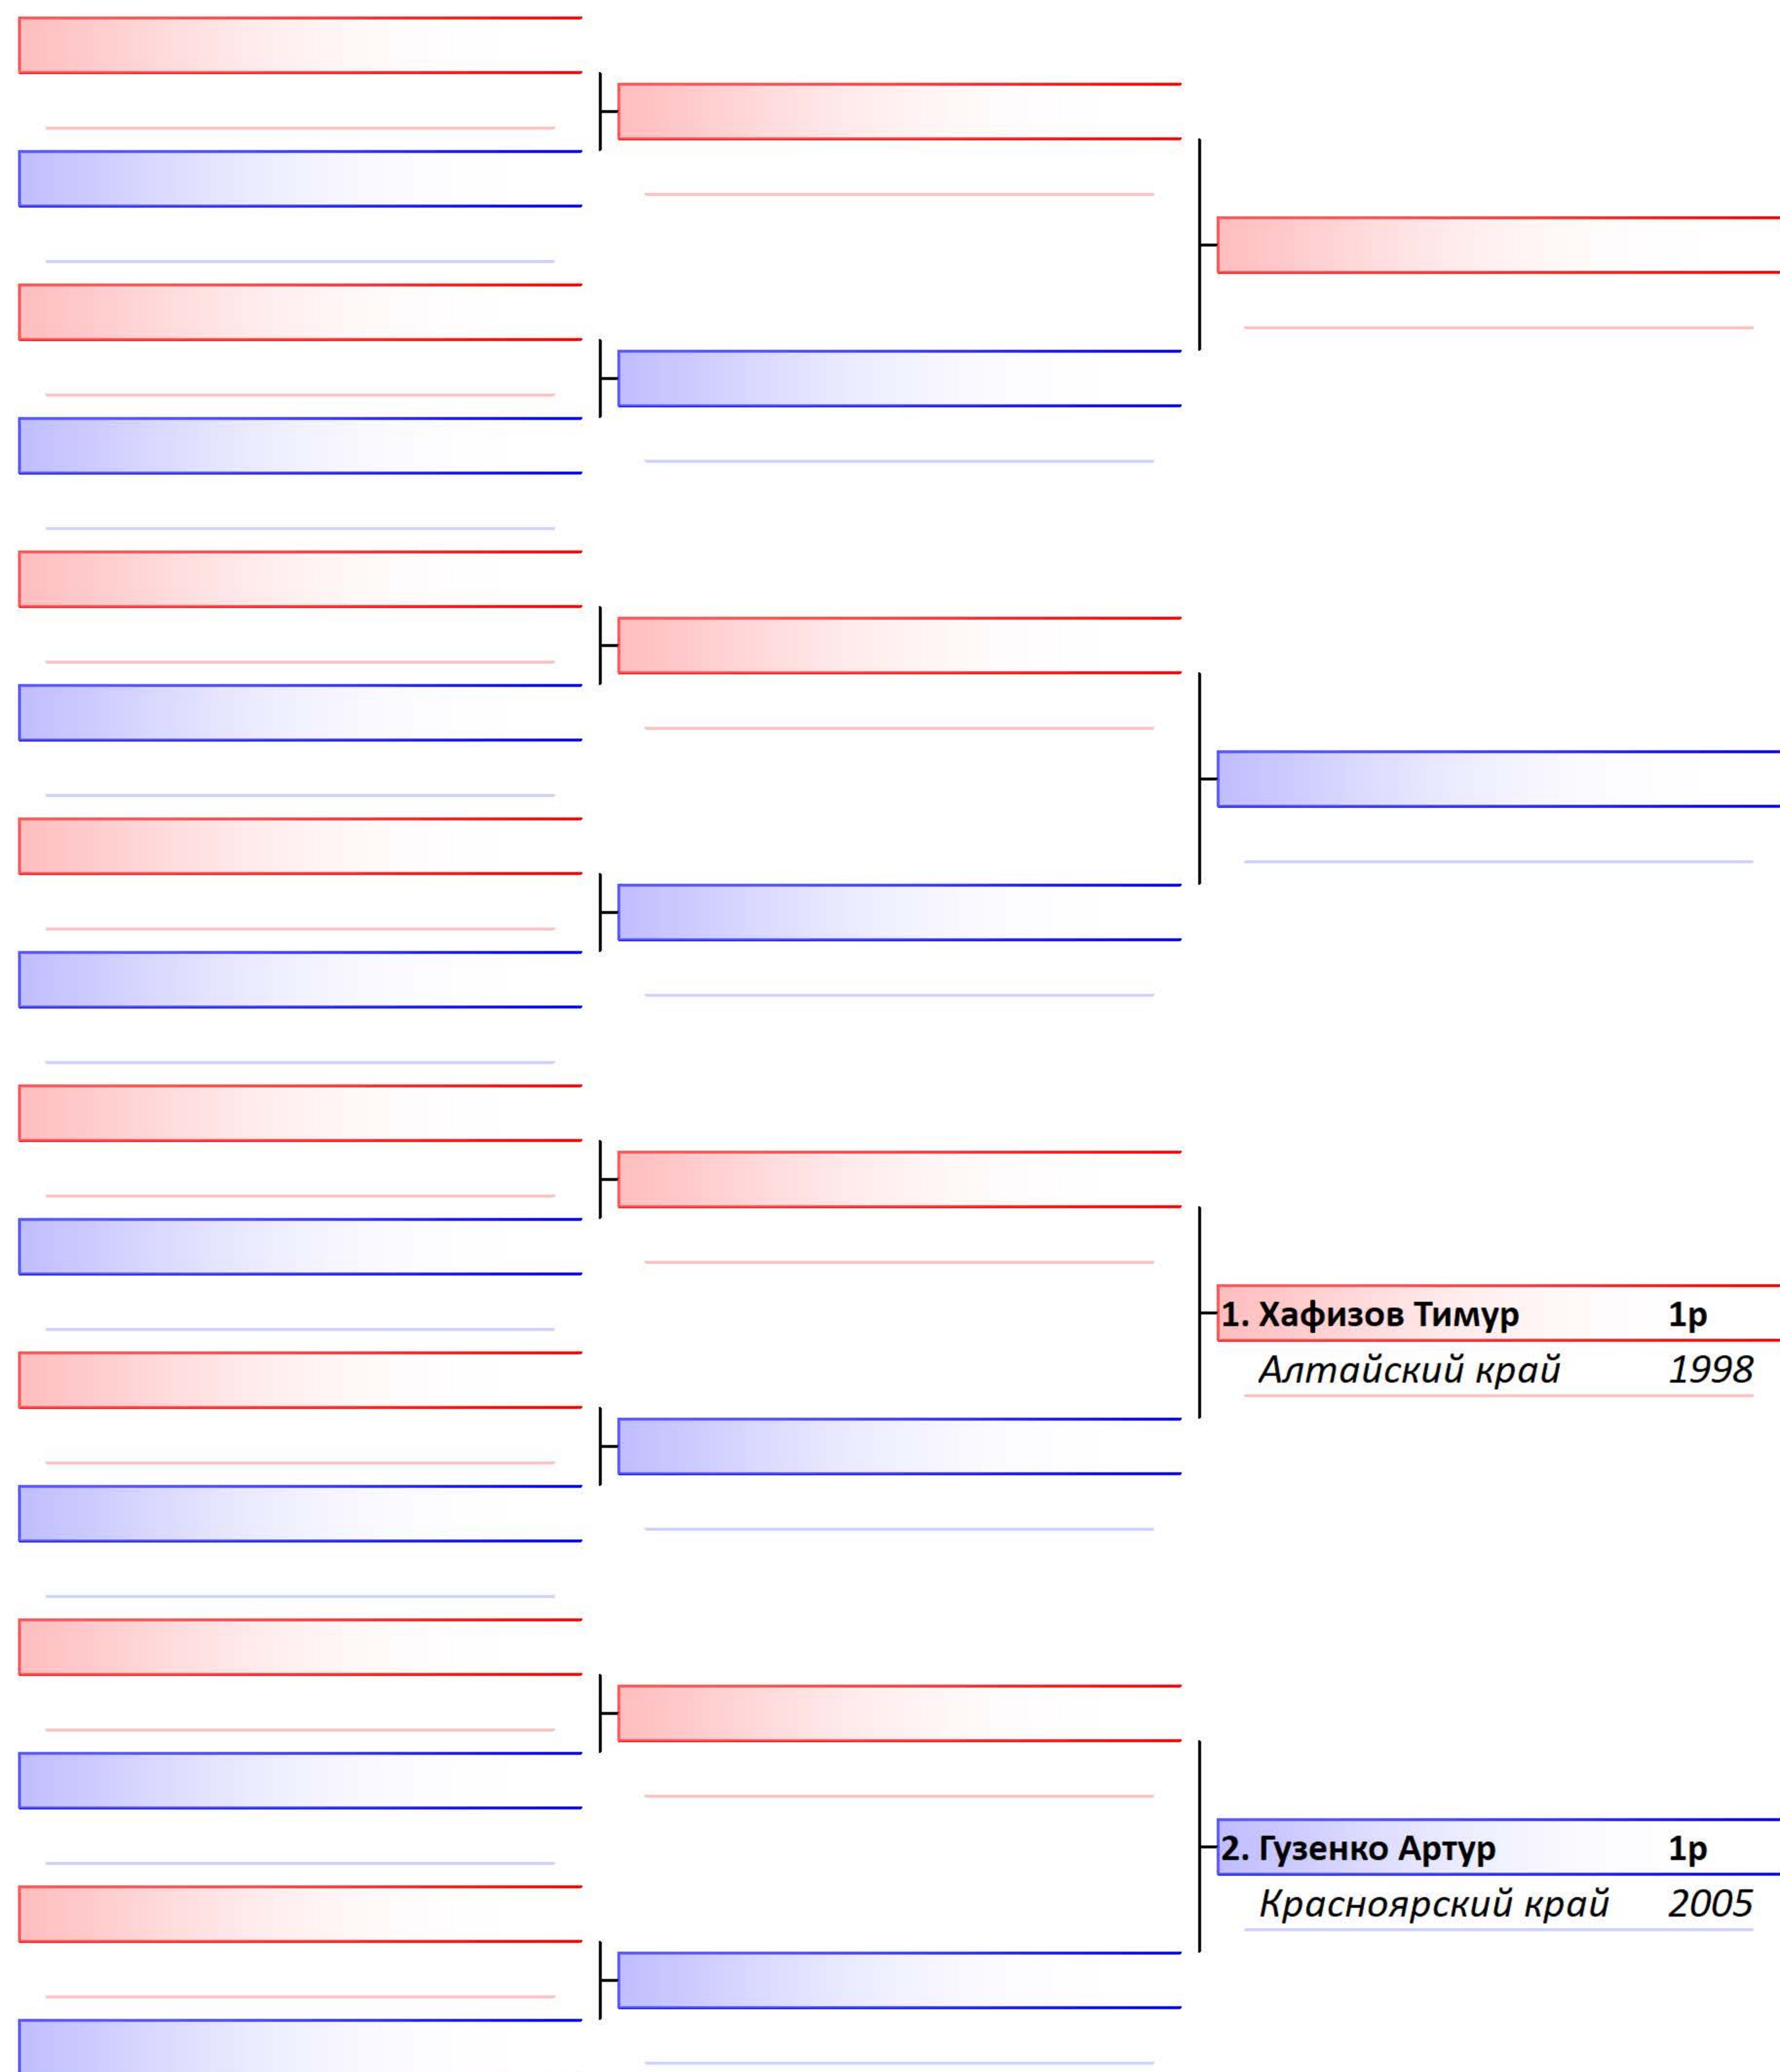 1. Хафизов Тимур 1р
Алтайский край 1998
2. Гузенко Артур 1р
Красноярский край 2005